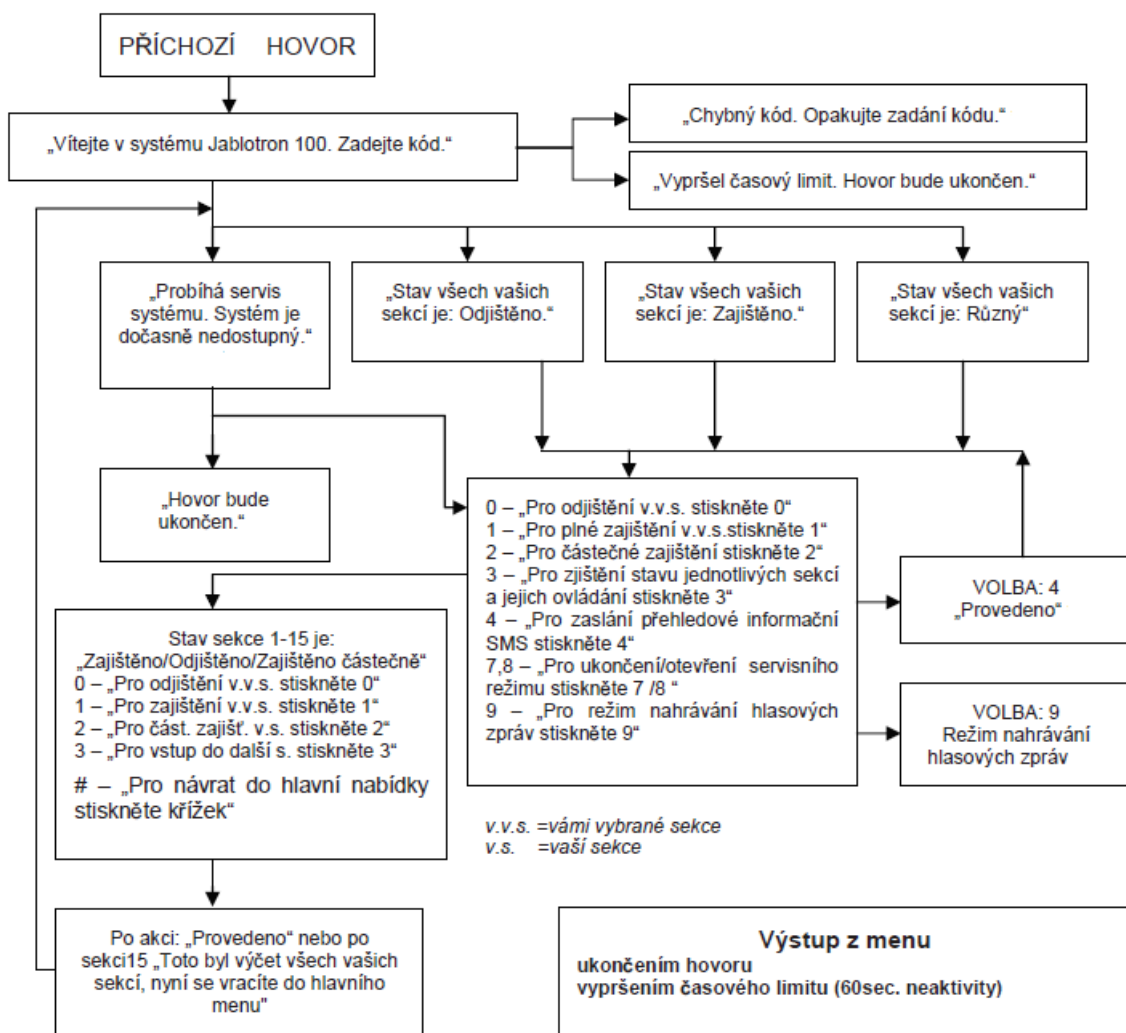 PŘÍCHOZÍ HOVOR
„Vítejte v systému Jablotron 100. Zadejte kód.“
„Chybný kód. Opakujte zadání kódu.“
„Vypršel časový limit. Hovor bude ukončen.“
„Probíhá servis
systému. Systém je
dočasně nedostupný.“
„Stav všech vašich
sekcí je: Odjištěno.“
„Stav všech vašich
sekcí je: Zajištěno.“
„Stav všech vašich
sekcí je: Různý“
„Hovor bude
ukončen.“
0 – „Pro odjištění v.v.s. stiskněte 0“
1 – „Pro plné zajištění v.v.s.stiskněte 1“
2 – „Pro částečné zajištění stiskněte 2“
3 – „Pro zjištění stavu jednotlivých sekcí
a jejich ovládání stiskněte 3“
4 – „Pro zaslání přehledové informační
SMS stiskněte 4“
7,8 – „Pro ukončení/otevření servisního
režimu stiskněte 7 /8 “
9 – „Pro režim nahrávání hlasových
zpráv stiskněte 9“
VOLBA: 4
„Provedeno“
VOLBA: 9
Režim nahrávání
hlasových zpráv
Stav sekce 1-15 je:
„Zajištěno/Odjištěno/Zajištěno částečně“
0 – „Pro odjištění v.v.s. stiskněte 0“
1 – „Pro zajištění v.v.s. stiskněte 1“
2 – „Pro část. zajišť. v.s. stiskněte 2“
3 – „Pro vstup do další s. stiskněte 3“
# – „Pro návrat do hlavní nabídky
stiskněte křížek“
v.v.s. =vámi vybrané sekce
v.s. =vaší sekce
Po akci: „Provedeno“ nebo po
sekci15 „Toto byl výčet všech vašich
sekcí, nyní se vracíte do hlavního
menu"
Výstup z menu
ukončením hovoru
vypršením časového limitu (60sec. neaktivity)